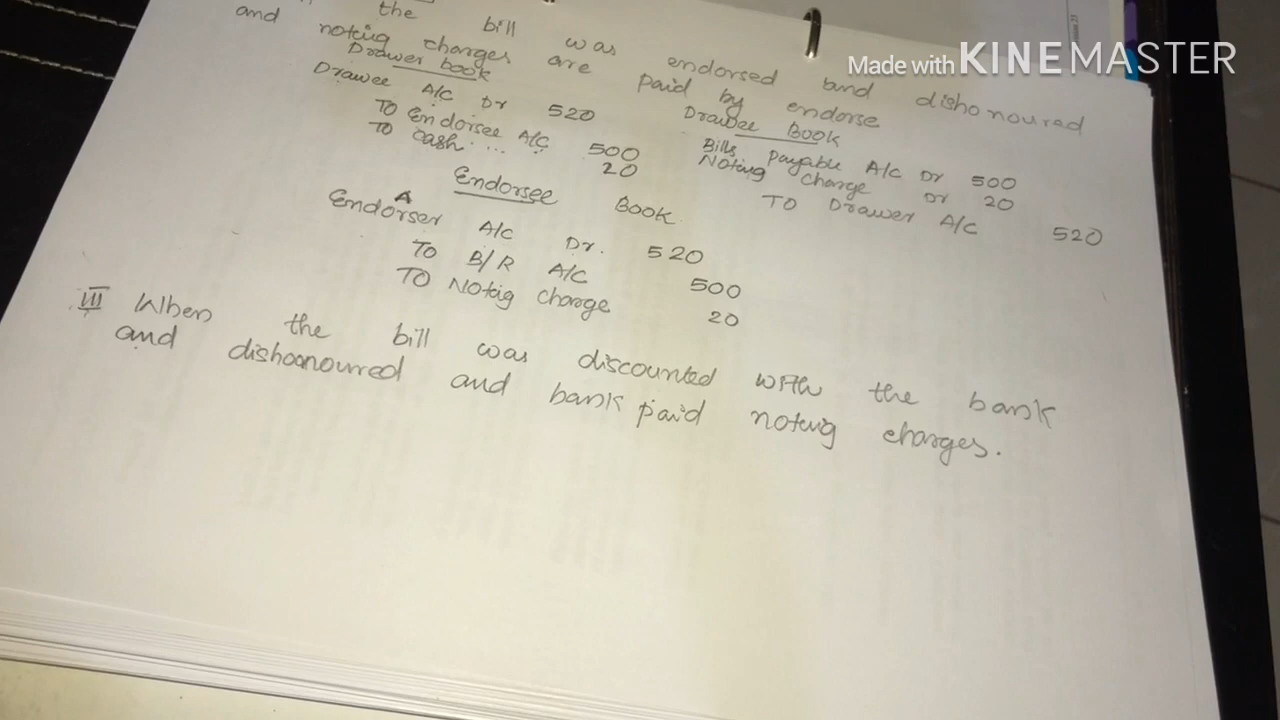 Made with KINEMASTER
the bill was endorsed and dishonoured
and noting charges are paid by endorse
Drawer book
Drawee A/C Dr 520
To Endorsee A/C 500
To cash.... 20
Drawee Book
Bills payable A/C Dr 500
Noting charge Dr 20
TO Drawer A/C 520
Endorsee Book
Endorser A/c Dr. 520
To B/R A/C 500
TO Notig charge 20
III When the bill was discounted with the bank
and dishoonoured and bank paid noting charges.